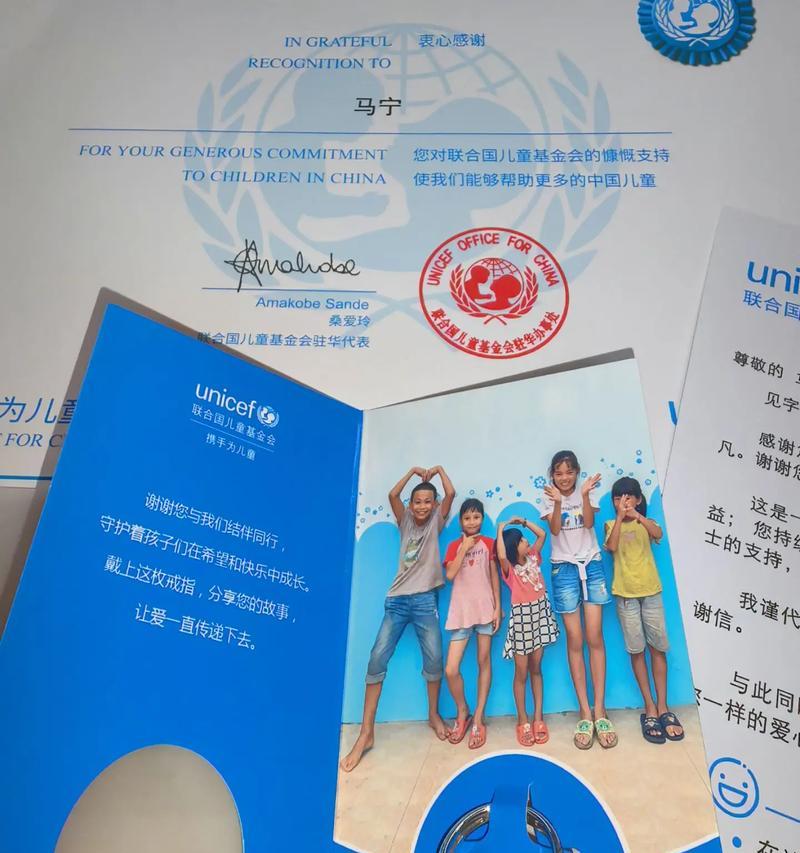 IN GRATEFUL 衷心感谢
RECOGNITION TO
马宁
FOR YOUR GENEROUS COMMITMENT 您对联合国儿童基金会的慷慨支持
TO CHILDREN IN CHINA 使我们能够帮助更多的中国儿童
Amakobe
Amakobe Sande
桑爱玲
联合国儿童基金会驻华代表
UNICEF OFFICE FOR CHINA
联合国儿童基金会驻华办事处
为儿童
FOR C
unicef
联合国儿童基金会
携手为儿童
谢谢您与我们结伴同行，
守护着孩子们在希望和快乐中成长。
戴上这枚戒指，分享您的故事，
让爱一直传递下去。
uni
联合国
尊敬的
见字
感谢
凡。谢谢您
这是一
益；您持续
士的支持，
我谨代
谢信。
与此同
一样的爱心